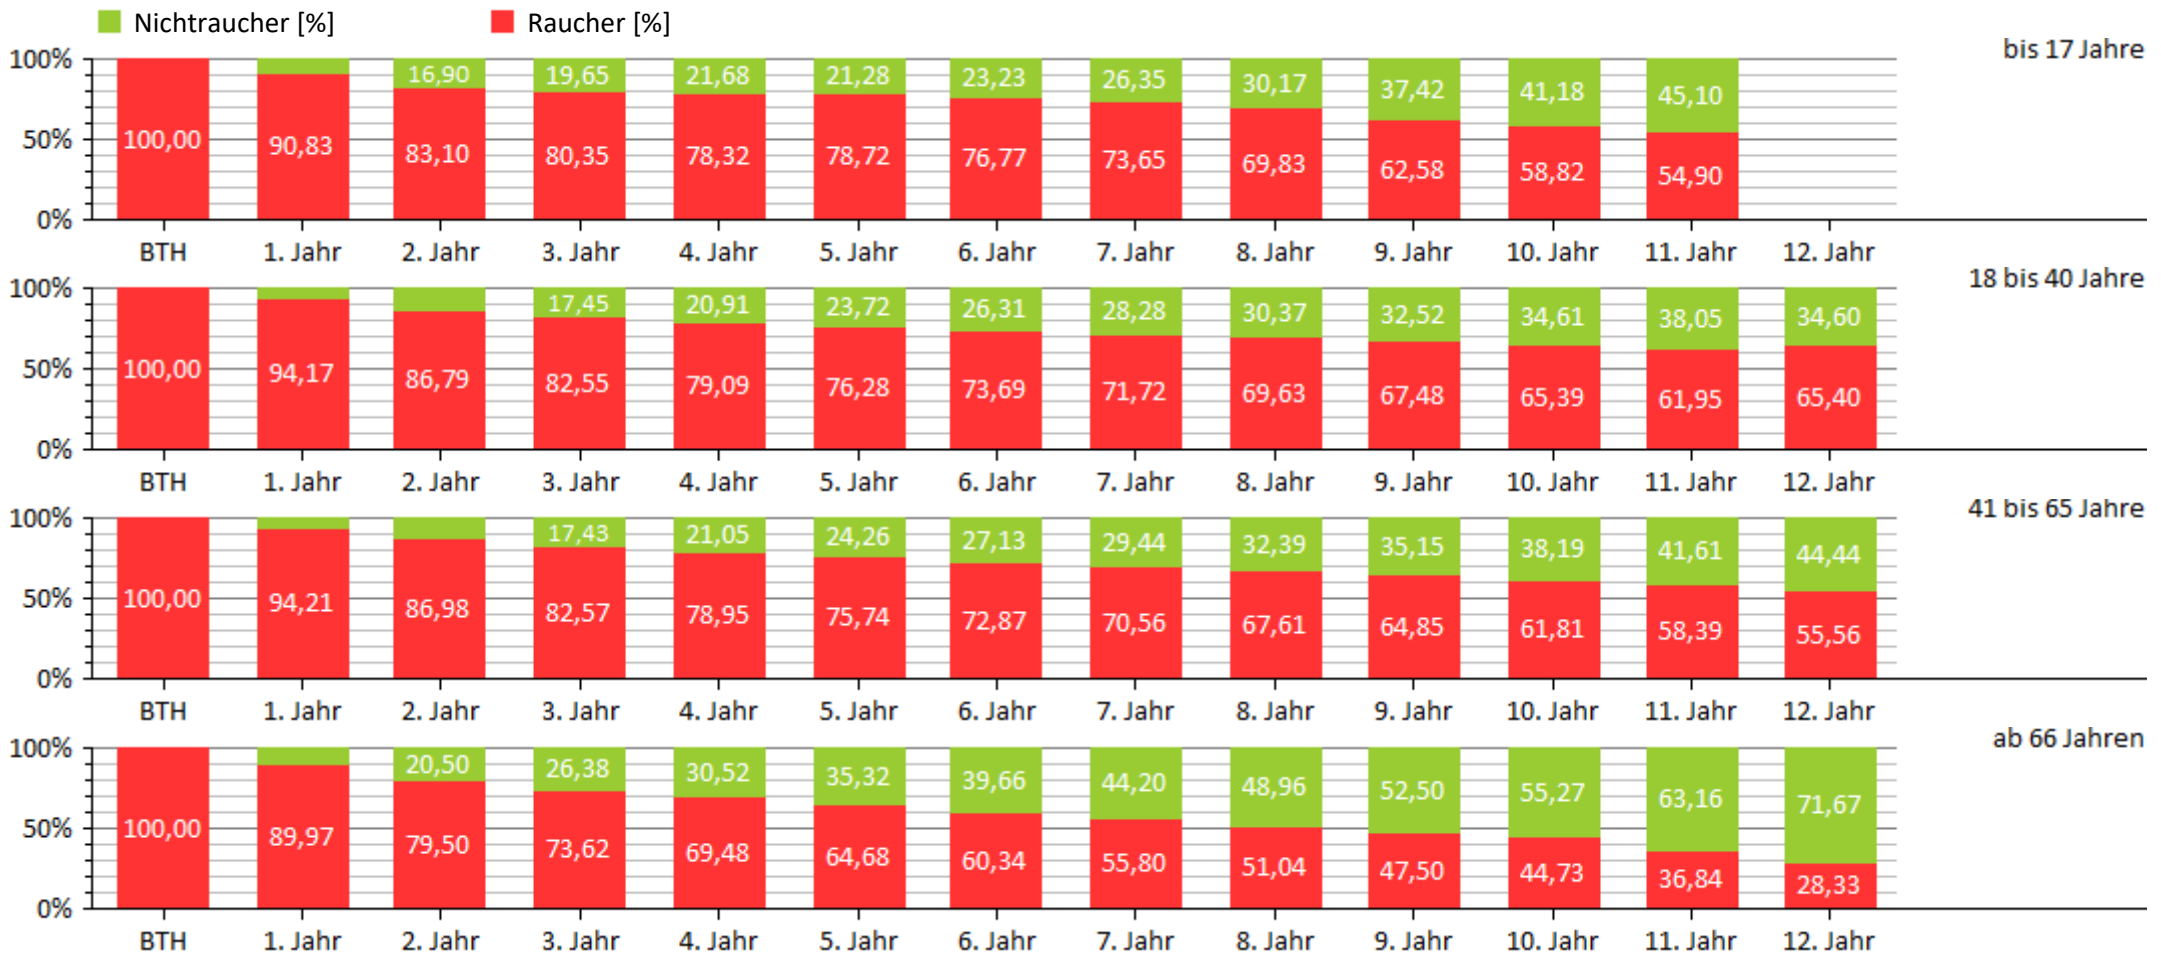 Nichtraucher [%] Raucher [%]
bis 17 Jahre
100%
16,90 19,65 21,68 21,28 23,23 26,35 30,17 37,42 41,18 45,10
50%
100,00 90,83 83,10 80,35 78,32 78,72 76,77 73,65 69,83 62,58 58,82 54,90
0%
BTH 1. Jahr 2. Jahr 3. Jahr 4. Jahr 5. Jahr 6. Jahr 7. Jahr 8. Jahr 9. Jahr 10. Jahr 11. Jahr 12. Jahr
18 bis 40 Jahre
100%
17,45 20,91 23,72 26,31 28,28 30,37 32,52 34,61 38,05 34,60
50%
100,00 94,17 86,79 82,55 79,09 76,28 73,69 71,72 69,63 67,48 65,39 61,95 65,40
0%
BTH 1. Jahr 2. Jahr 3. Jahr 4. Jahr 5. Jahr 6. Jahr 7. Jahr 8. Jahr 9. Jahr 10. Jahr 11. Jahr 12. Jahr
41 bis 65 Jahre
100%
17,43 21,05 24,26 27,13 29,44 32,39 35,15 38,19 41,61 44,44
50%
100,00 94,21 86,98 82,57 78,95 75,74 72,87 70,56 67,61 64,85 61,81 58,39 55,56
0%
BTH 1. Jahr 2. Jahr 3. Jahr 4. Jahr 5. Jahr 6. Jahr 7. Jahr 8. Jahr 9. Jahr 10. Jahr 11. Jahr 12. Jahr
ab 66 Jahren
100%
20,50 26,38 30,52 35,32 39,66 44,20 48,96 52,50 55,27 63,16 71,67
50%
100,00 89,97 79,50 73,62 69,48 64,68 60,34 55,80 51,04 47,50 44,73 36,84 28,33
0%
BTH 1. Jahr 2. Jahr 3. Jahr 4. Jahr 5. Jahr 6. Jahr 7. Jahr 8. Jahr 9. Jahr 10. Jahr 11. Jahr 12. Jahr